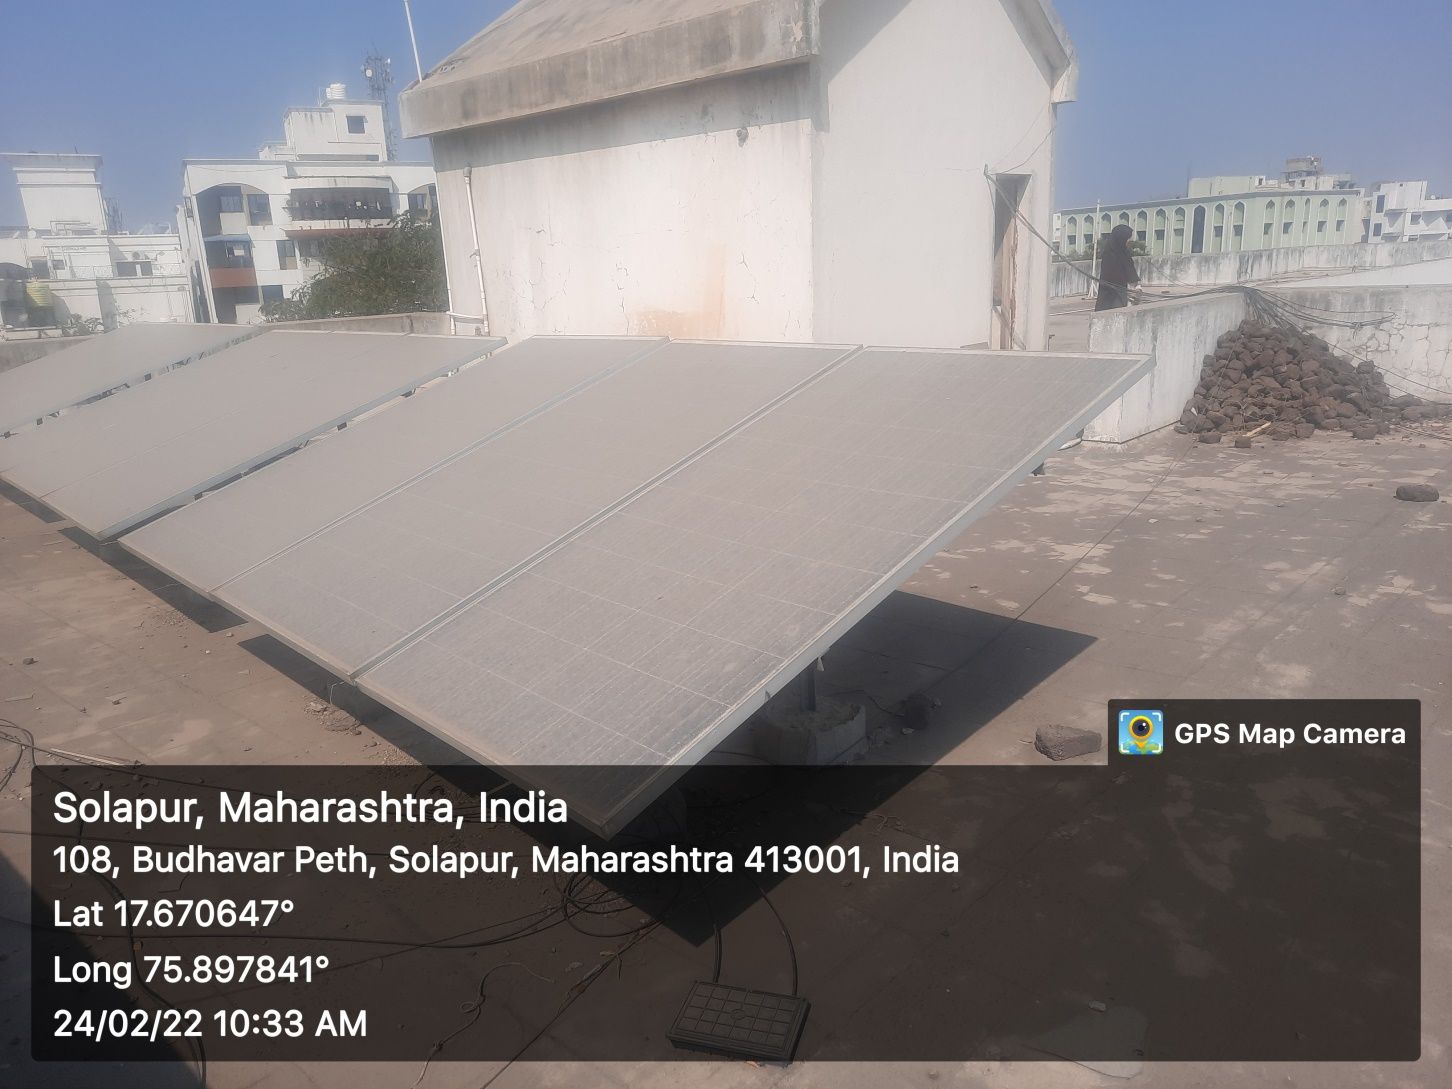 GPS Map Camera
Solapur, Maharashtra, India
108, Budhavar Peth, Solapur, Maharashtra 413001, India
Lat 17.670647°
Long 75.897841°
24/02/22 10:33 AM